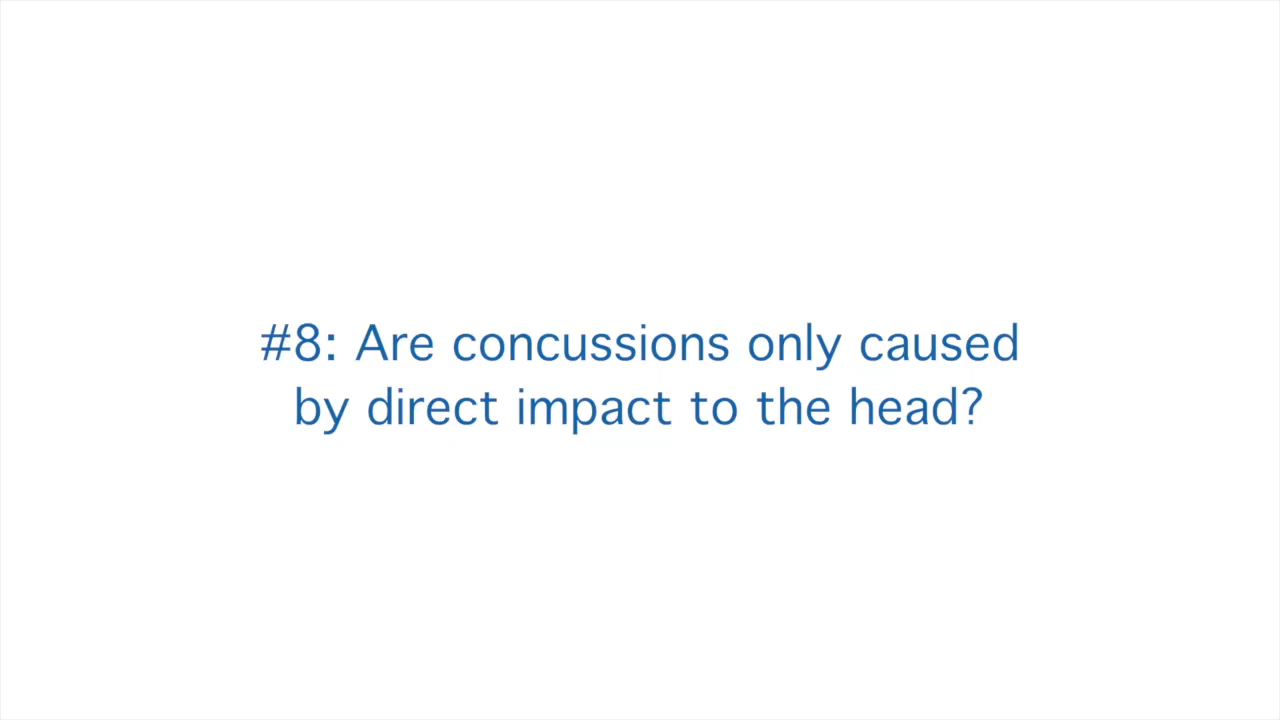 #8: Are concussions only caused
by direct impact to the head?